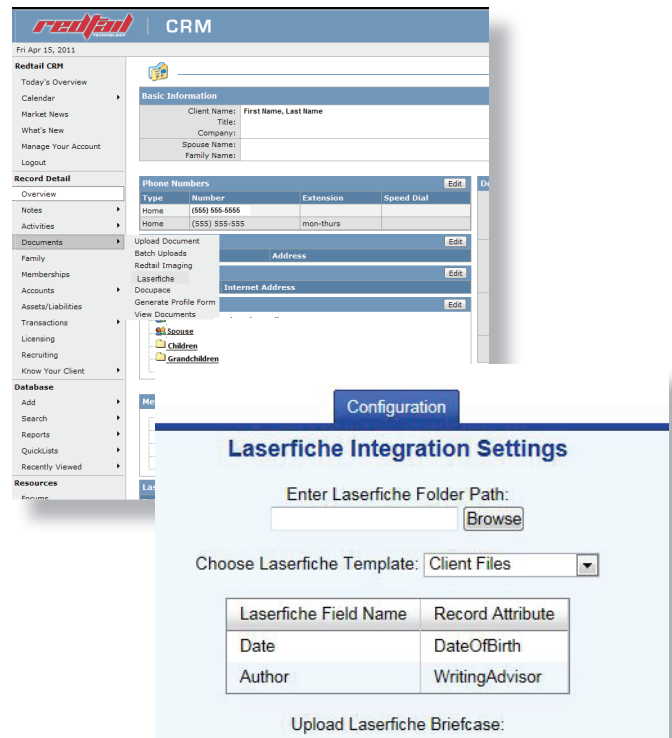 redtail
TECHNOLOGY
CRM
Fri Apr 15, 2011
Redtail CRM
Today's Overview
Calendar
Market News
What's New
Manage Your Account
Logout
Record Detail
Overview
Notes
Activities
Documents
Family
Memberships
Accounts
Assets/Liabilities
Transactions
Licensing
Recruiting
Know Your Client
Database
Add
Search
Reports
QuickLists
Recently Viewed
Resources
Forums
Basic Information
Client Name: First Name, Last Name
Title:
Company:
Spouse Name:
Family Name:
Phone Numbers Edit
Type Number Extension Speed Dial
Home (555) 555-5555
Home (555) 555-555 mon-thurs
Edit
Address
Edit
Internet Address
Edit
Upload Document
Batch Uploads
Redtail Imaging
Laserfiche
Docupace
Generate Profile Form
View Documents
Spouse
Children
Grandchildren
Configuration
Laserfiche Integration Settings
Enter Laserfiche Folder Path:
Browse
Choose Laserfiche Template: Client Files
Laserfiche Field Name Record Attribute
Date DateOfBirth
Author WritingAdvisor
Upload Laserfiche Briefcase: